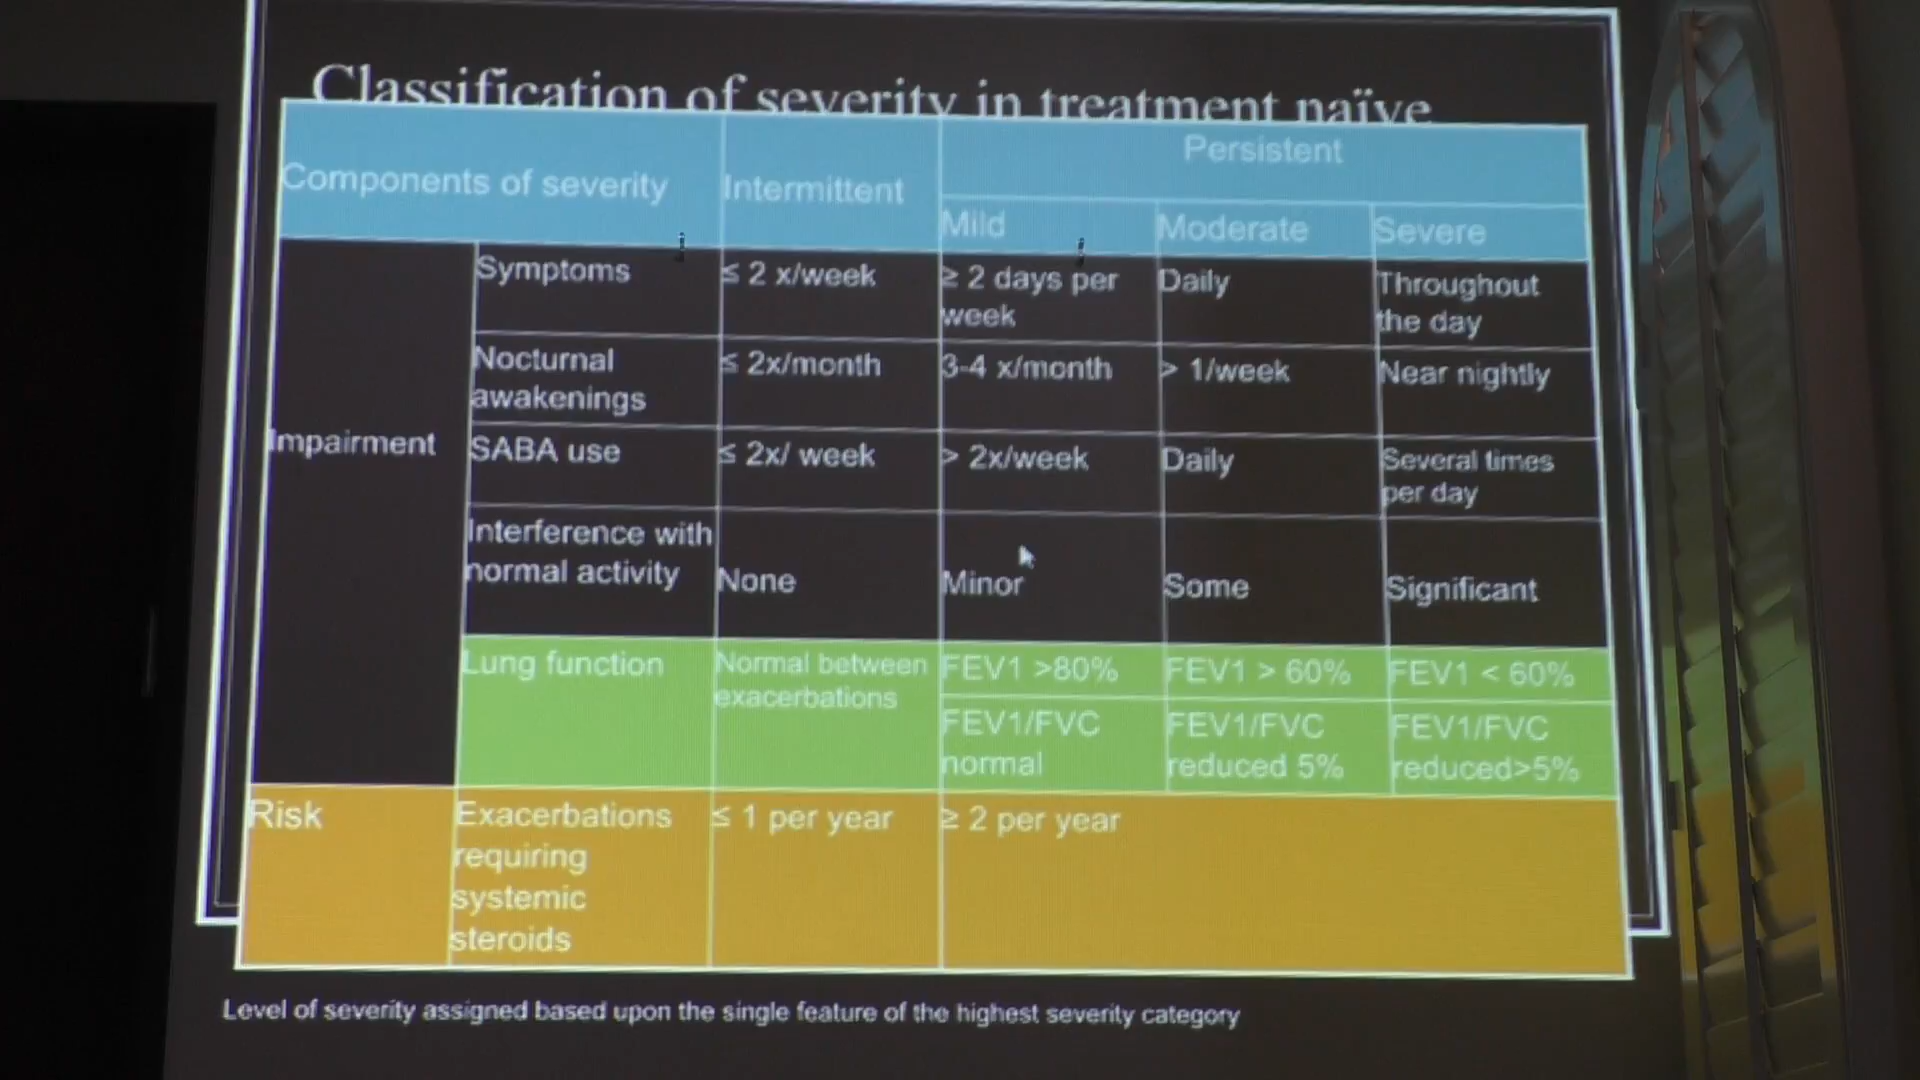 Classification of severity in treatment naïve
Components of severity
Intermittent
Persistent
Mild
Moderate
Severe
Impairment
Symptoms
≤ 2 x/week
≥ 2 days per
week
Daily
Throughout
the day
Nocturnal
awakenings
≤ 2x/month
3-4 x/month
> 1/week
Near nightly
SABA use
≤ 2x/ week
> 2x/week
Daily
Several times
per day
Interference with
normal activity
None
Minor
Some
Significant
Lung function
Normal between
exacerbations
FEV1 >80%
FEV1 > 60%
FEV1 < 60%
FEV1/FVC
normal
FEV1/FVC
reduced 5%
FEV1/FVC
reduced>5%
Risk
Exacerbations
requiring
systemic
steroids
≤ 1 per year
≥ 2 per year
Level of severity assigned based upon the single feature of the highest severity category